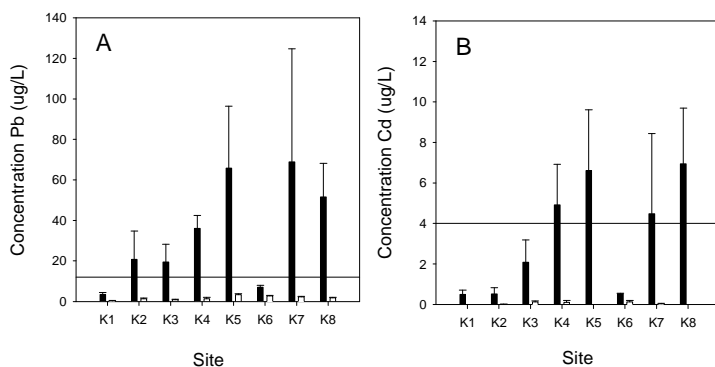 A
Concentration Pb (ug/L)
140
120
100
80
60
40
20
0
K1 K2 K3 K4 K5 K6 K7 K8
Site
B
Concentration Cd (ug/L)
14
12
10
8
6
4
2
0
K1 K2 K3 K4 K5 K6 K7 K8
Site